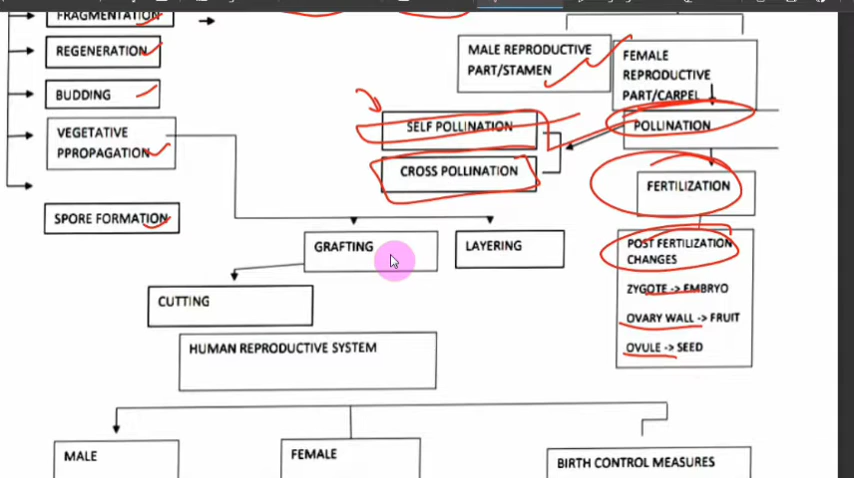 FRAGMENTATION
REGENERATION
BUDDING
VEGETATIVE
PPROPAGATION
SPORE FORMATION
MALE REPRODUCTIVE
PART/STAMEN
FEMALE
REPRODUCTIVE
PART/CARPEL
SELF POLLINATION
CROSS POLLINATION
POLLINATION
FERTILIZATION
POST FERTILIZATION
CHANGES
ZYGOTE -> EMBRYO
OVARY WALL -> FRUIT
OVULE -> SEED
GRAFTING
LAYERING
CUTTING
HUMAN REPRODUCTIVE SYSTEM
MALE
FEMALE
BIRTH CONTROL MEASURES